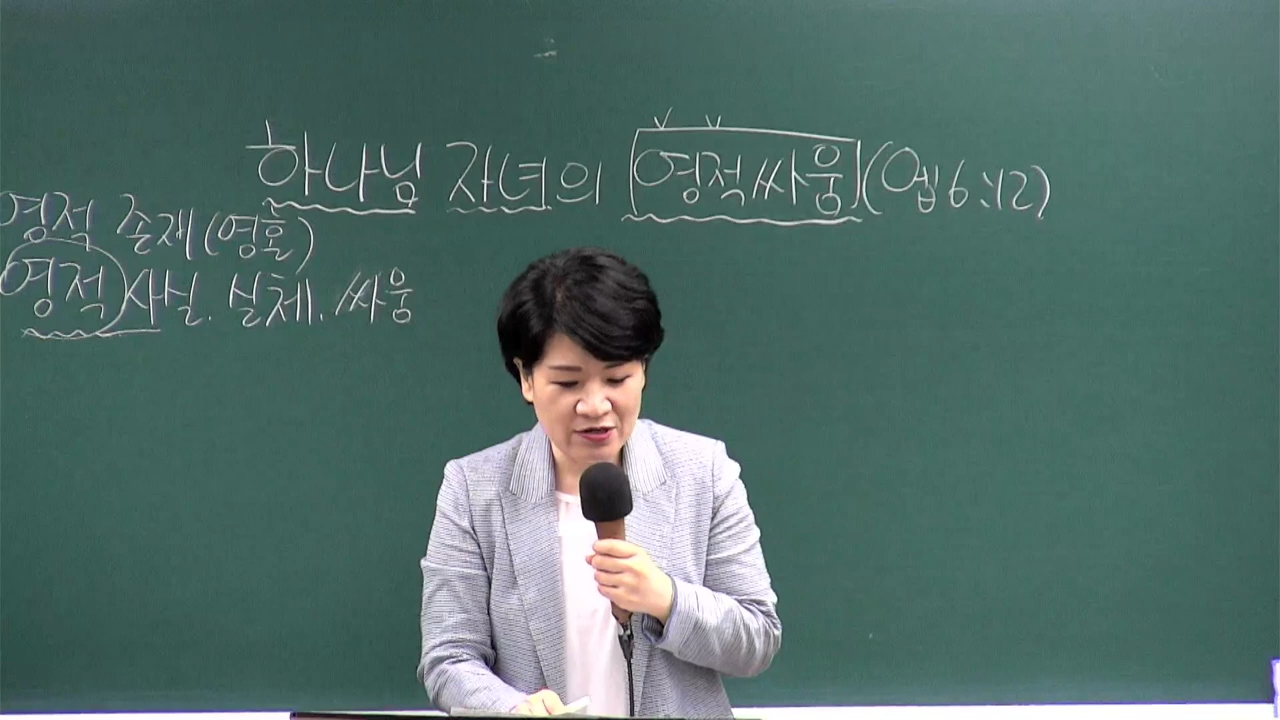 하나님 자녀의 영적싸움(엡6:12)
영적 존재(영혼)
영적 사실. 실체. 싸움